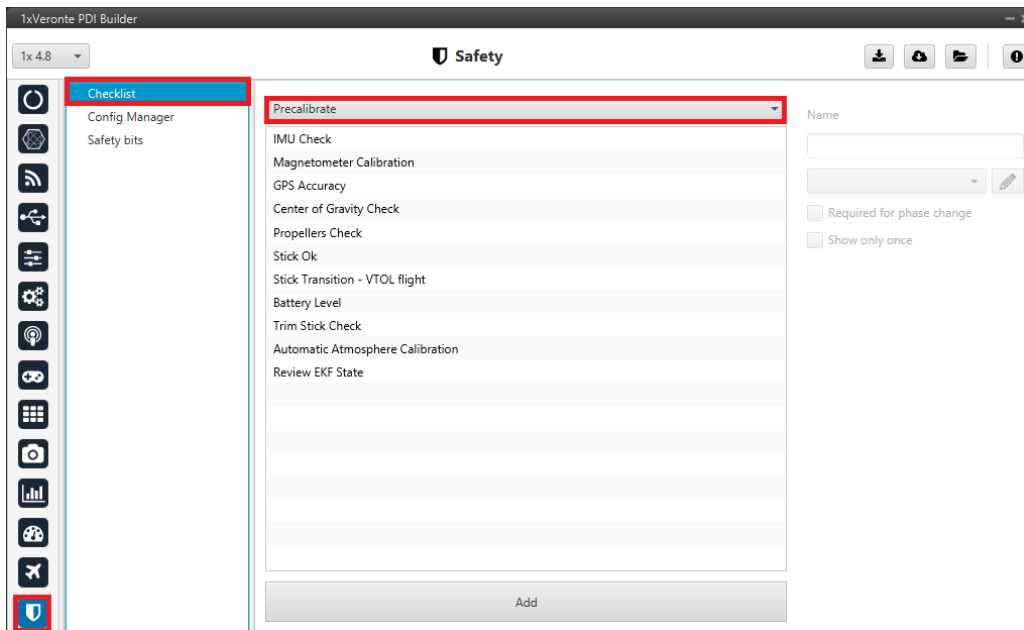 1xVeronte PDI Builder
1x 4.8
Safety
Checklist
Config Manager
Safety bits
Precalibrate
IMU Check
Magnetometer Calibration
GPS Accuracy
Center of Gravity Check
Propellers Check
Stick Ok
Stick Transition - VTOL flight
Battery Level
Trim Stick Check
Automatic Atmosphere Calibration
Review EKF State
Add
Name
Required for phase change
Show only once